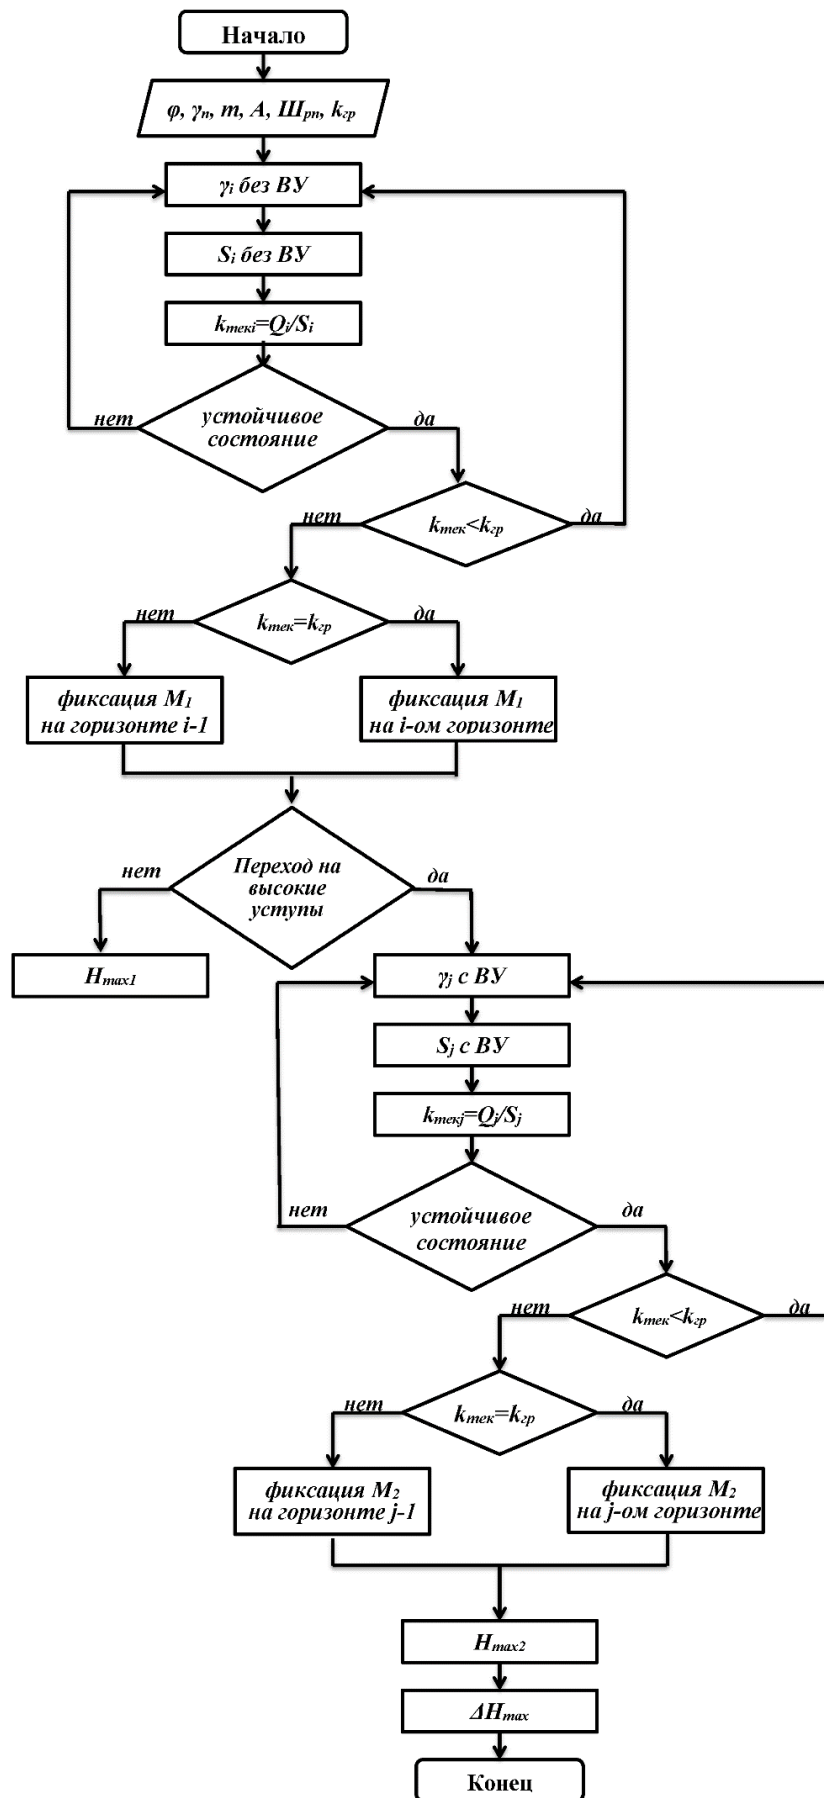 Начало
φ, γп, m, A, Шрп, kгр
γi без ВУ
Si без ВУ
kтекi=Qi/Si
нет
устойчивое
состояние
да
нет
kтек<kгр
да
нет
kтек=kгр
да
фиксация M1
на горизонте i-1
фиксация M1
на i-ом горизонте
нет
Переход на
высокие
уступы
да
Hmax1
γj с ВУ
Sj с ВУ
kтекj=Qj/Sj
нет
устойчивое
состояние
да
нет
kтек<kгр
да
нет
kтек=kгр
да
фиксация M2
на горизонте j-1
фиксация M2
на j-ом горизонте
Hmax2
ΔHmax
Конец